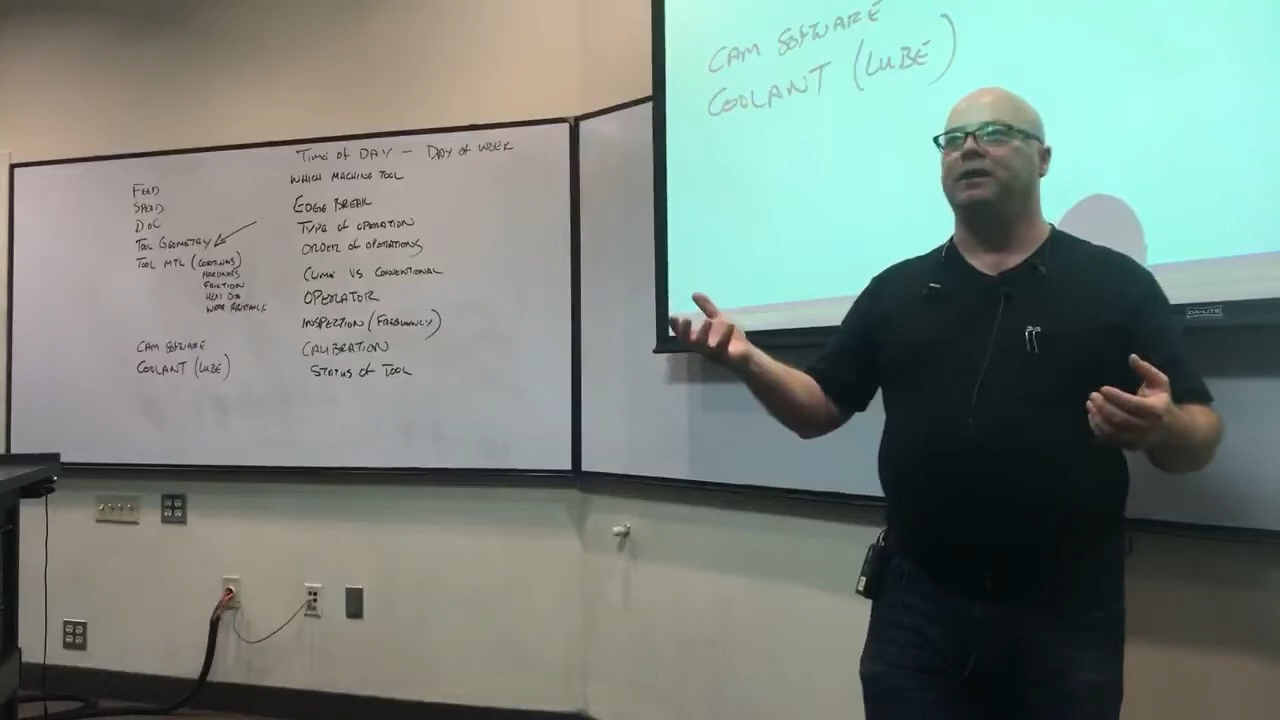 FEED
SPEED
DOC
TOOL GEOMETRY
TOOL MTL (COATINGS)
HARDNESS
FRICTION
HEAT
WEAR RESISTANCE
CAM SOFTWARE
COOLANT (LUBE)
TIME OF DAY - DAY OF WEEK
WHICH MACHINE TOOL
EDGE BREAK
TYPE OF OPERATION
ORDER OF OPERATIONS
CLIMB VS CONVENTIONAL
OPERATOR
INSPECTION (FREQUENCY)
CALIBRATION
STATUS OF TOOL
CAM SOFTWARE
COOLANT (LUBE)
DA-LITE